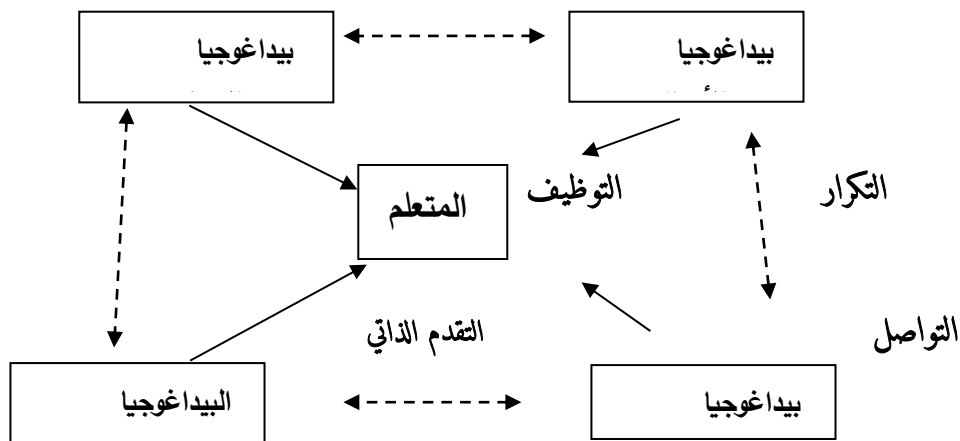 بيداغوجيا
بيداغوجيا
التكرار
التوظيف
المتعلم
التواصل
التقدم الذاتي
بيداغوجيا
البيداغوجيا